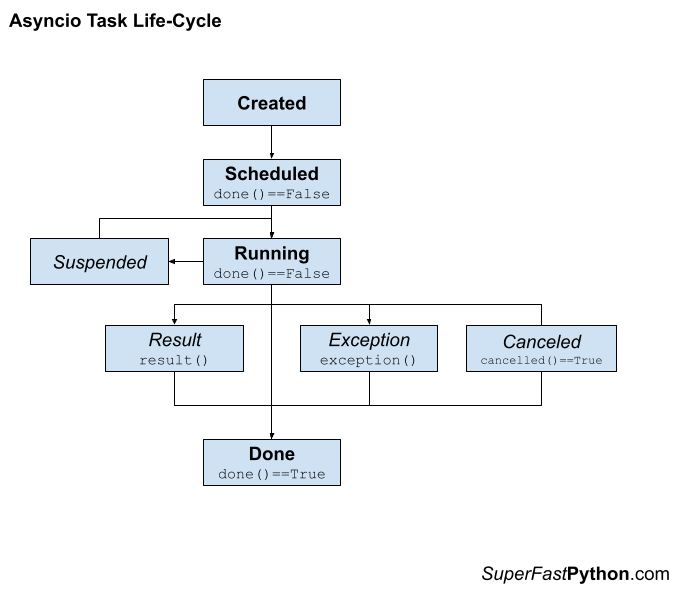 Asyncio Task Life-Cycle
Created
Scheduled
done()==False
Suspended
Running
done()==False
Result
result()
Exception
exception()
Canceled
cancelled()==True
Done
done()==True
SuperFastPython.com